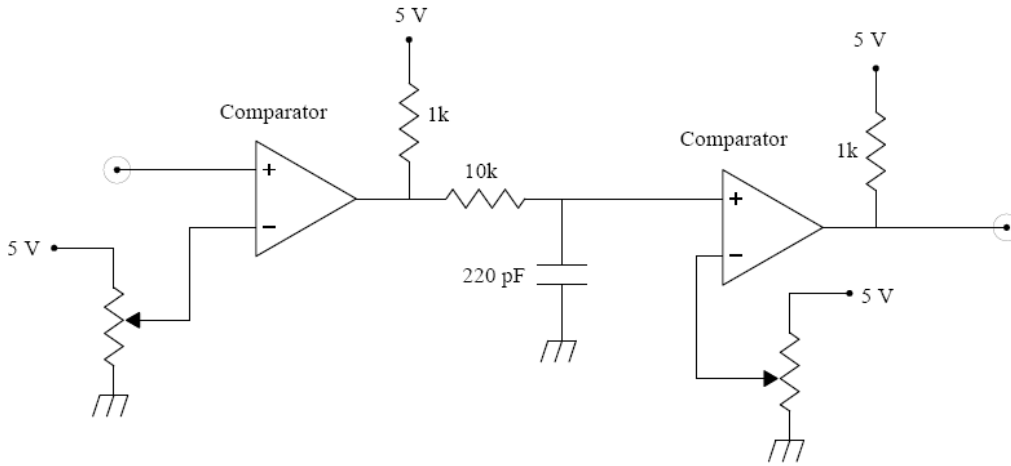 5 V
5 V
Comparator
1k
Comparator
1k
10k
+
+
−
−
5 V
220 pF
5 V